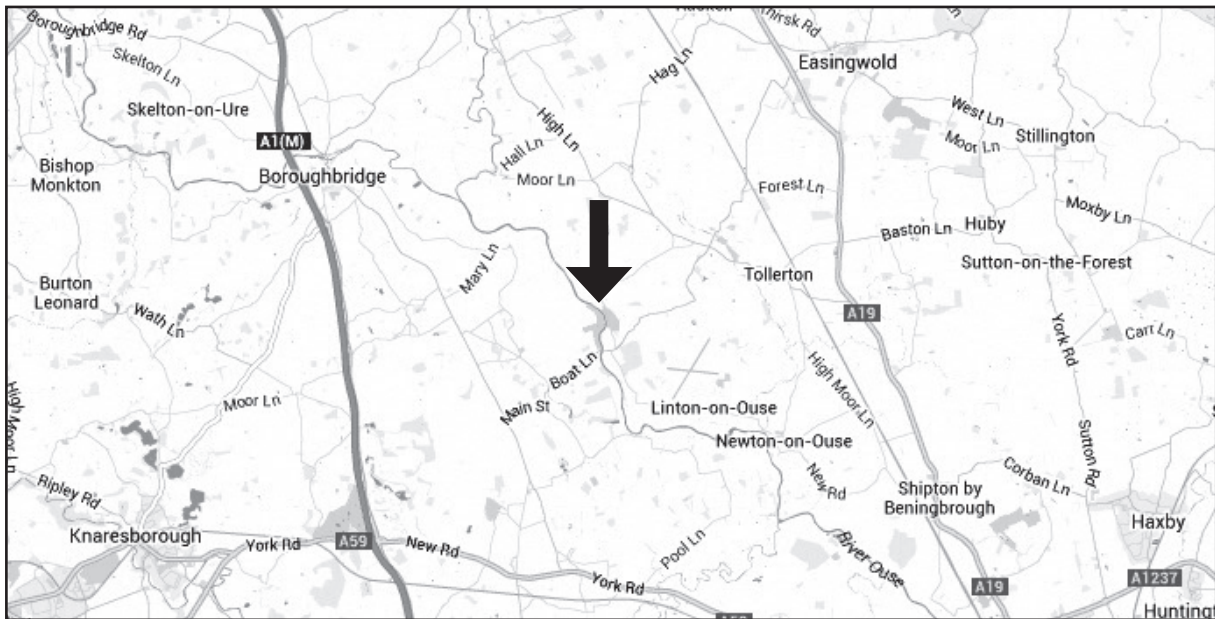 Boroughbridge Rd
Skelton Ln
Skelton-on-Ure
A1(M)
Bishop
Monkton
Boroughbridge
Burton
Leonard
Wath Ln
Moor Ln
High Moor Ln
Ripley Rd
Knaresborough
York Rd
A59
New Rd
York Rd
Mary Ln
Boat Ln
Main St
Hall Ln
High Ln
Moor Ln
Hag Ln
Thirsk Rd
Easingwold
West Ln
Moor Ln
Stillington
Forest Ln
Baston Ln
Huby
Moxby Ln
Sutton-on-the-Forest
Tollerton
A19
York Rd
Carr Ln
High Moor Ln
Linton-on-Ouse
Newton-on-Ouse
New Rd
Shipton by
Beningbrough
Corban Ln
Sutton Rd
Haxby
Pool Ln
River Ouse
A19
A1237
Huntingt